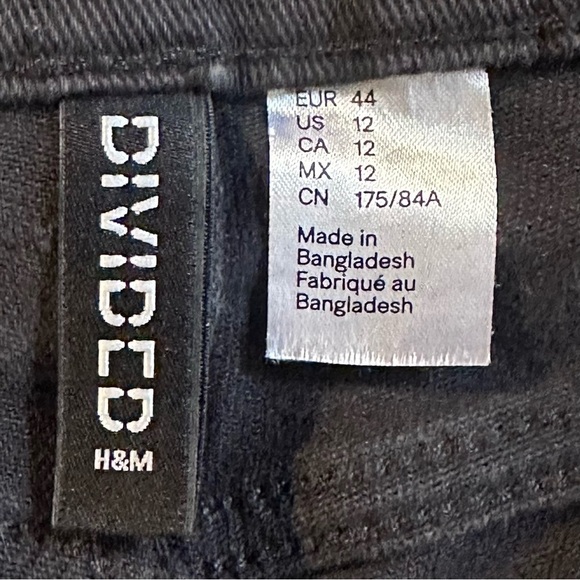 DIVIDED
H&M
EUR 44
US 12
CA 12
MX 12
CN 175/84A
Made in
Bangladesh
Fabriqué au
Bangladesh